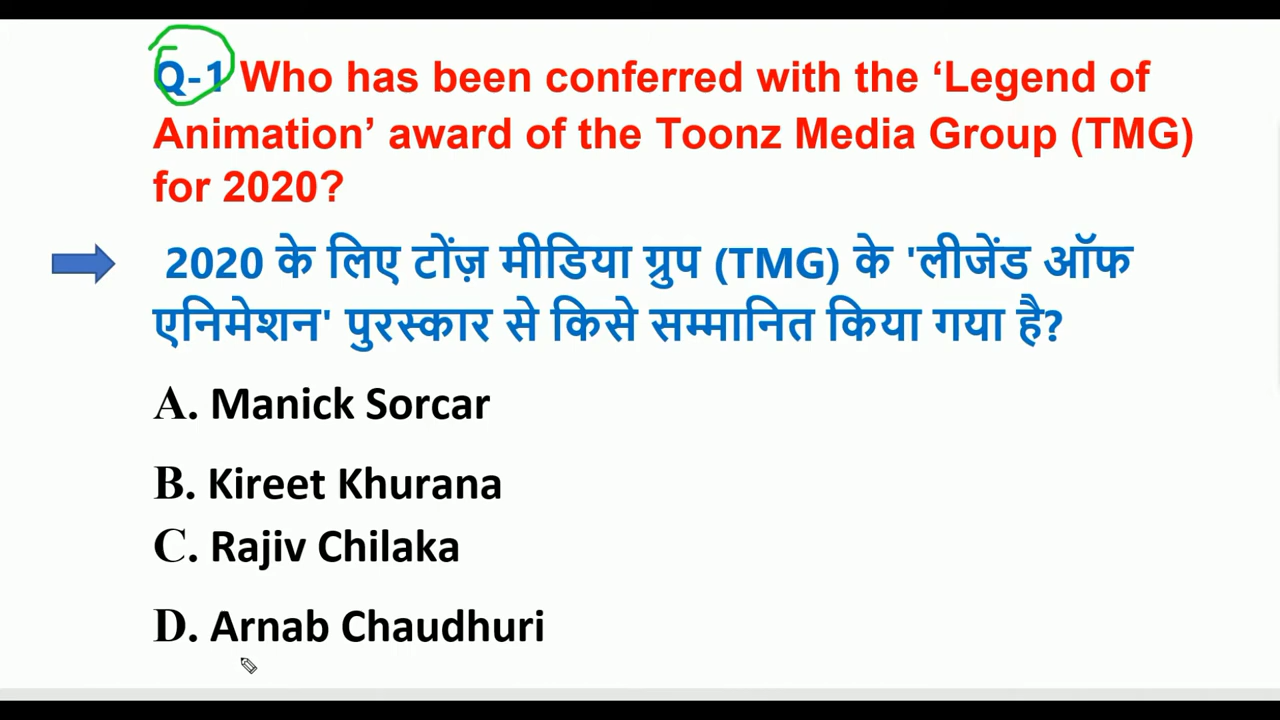 Q-1 Who has been conferred with the ‘Legend of
Animation’ award of the Toonz Media Group (TMG)
for 2020?
2020 के लिए टोंज़ मीडिया ग्रुप (TMG) के 'लीजेंड ऑफ
एनिमेशन' पुरस्कार से किसे सम्मानित किया गया है?
A. Manick Sorcar
B. Kireet Khurana
C. Rajiv Chilaka
D. Arnab Chaudhuri